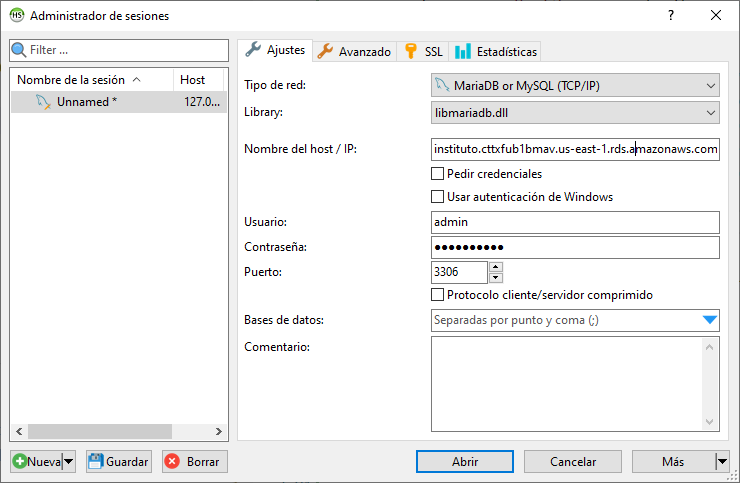 HS Administrador de sesiones ?
Filter ...
Nombre de la sesión Host
Unnamed * 127.0...
Ajustes Avanzado SSL Estadísticas
Tipo de red: MariaDB or MySQL (TCP/IP)
Library: libmariadb.dll
Nombre del host / IP: instituto.cttxfub1bmav.us-east-1.rds.amazonaws.com
Pedir credenciales
Usar autenticación de Windows
Usuario: admin
Contraseña: ●●●●●●●●●●
Puerto: 3306
Protocolo cliente/servidor comprimido
Bases de datos: Separadas por punto y coma (;)
Comentario:
Nueva Guardar Borrar Abrir Cancelar Más